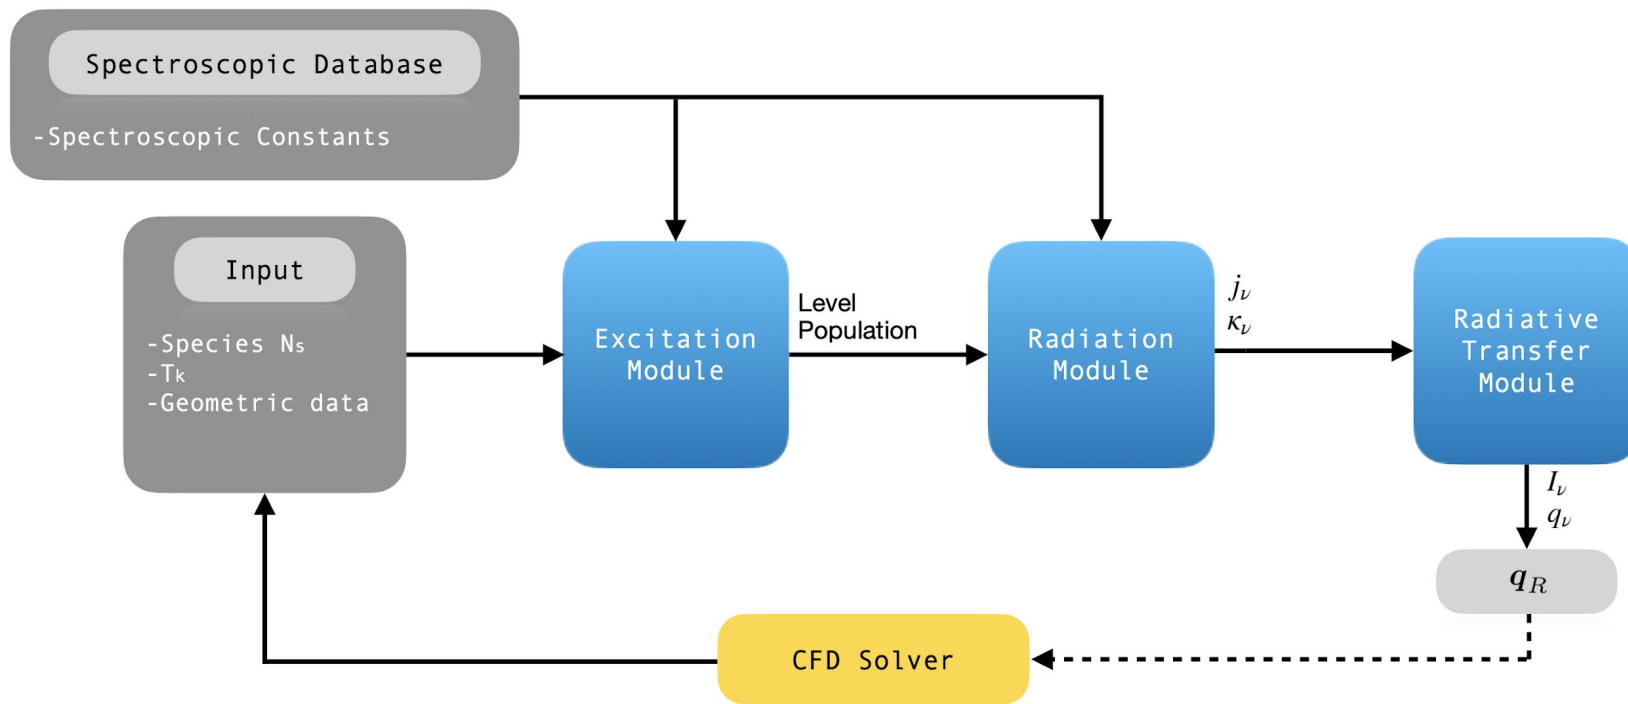 Spectroscopic Database
-Spectroscopic Constants
Input
-Species Ns
-Tk
-Geometric data
Excitation
Module
Level
Population
Radiation
Module
jν
κν
Radiative
Transfer
Module
Iν
qν
qR
CFD Solver